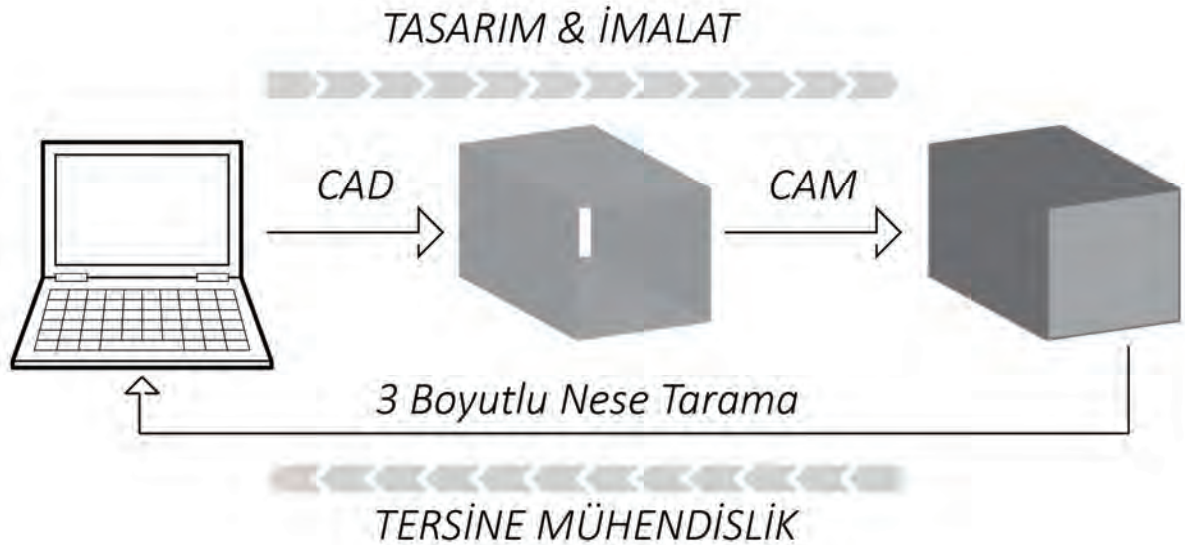 TASARIM & İMALAT
CAD
CAM
3 Boyutlu Nese Tarama
TERSİNE MÜHENDİSLİK